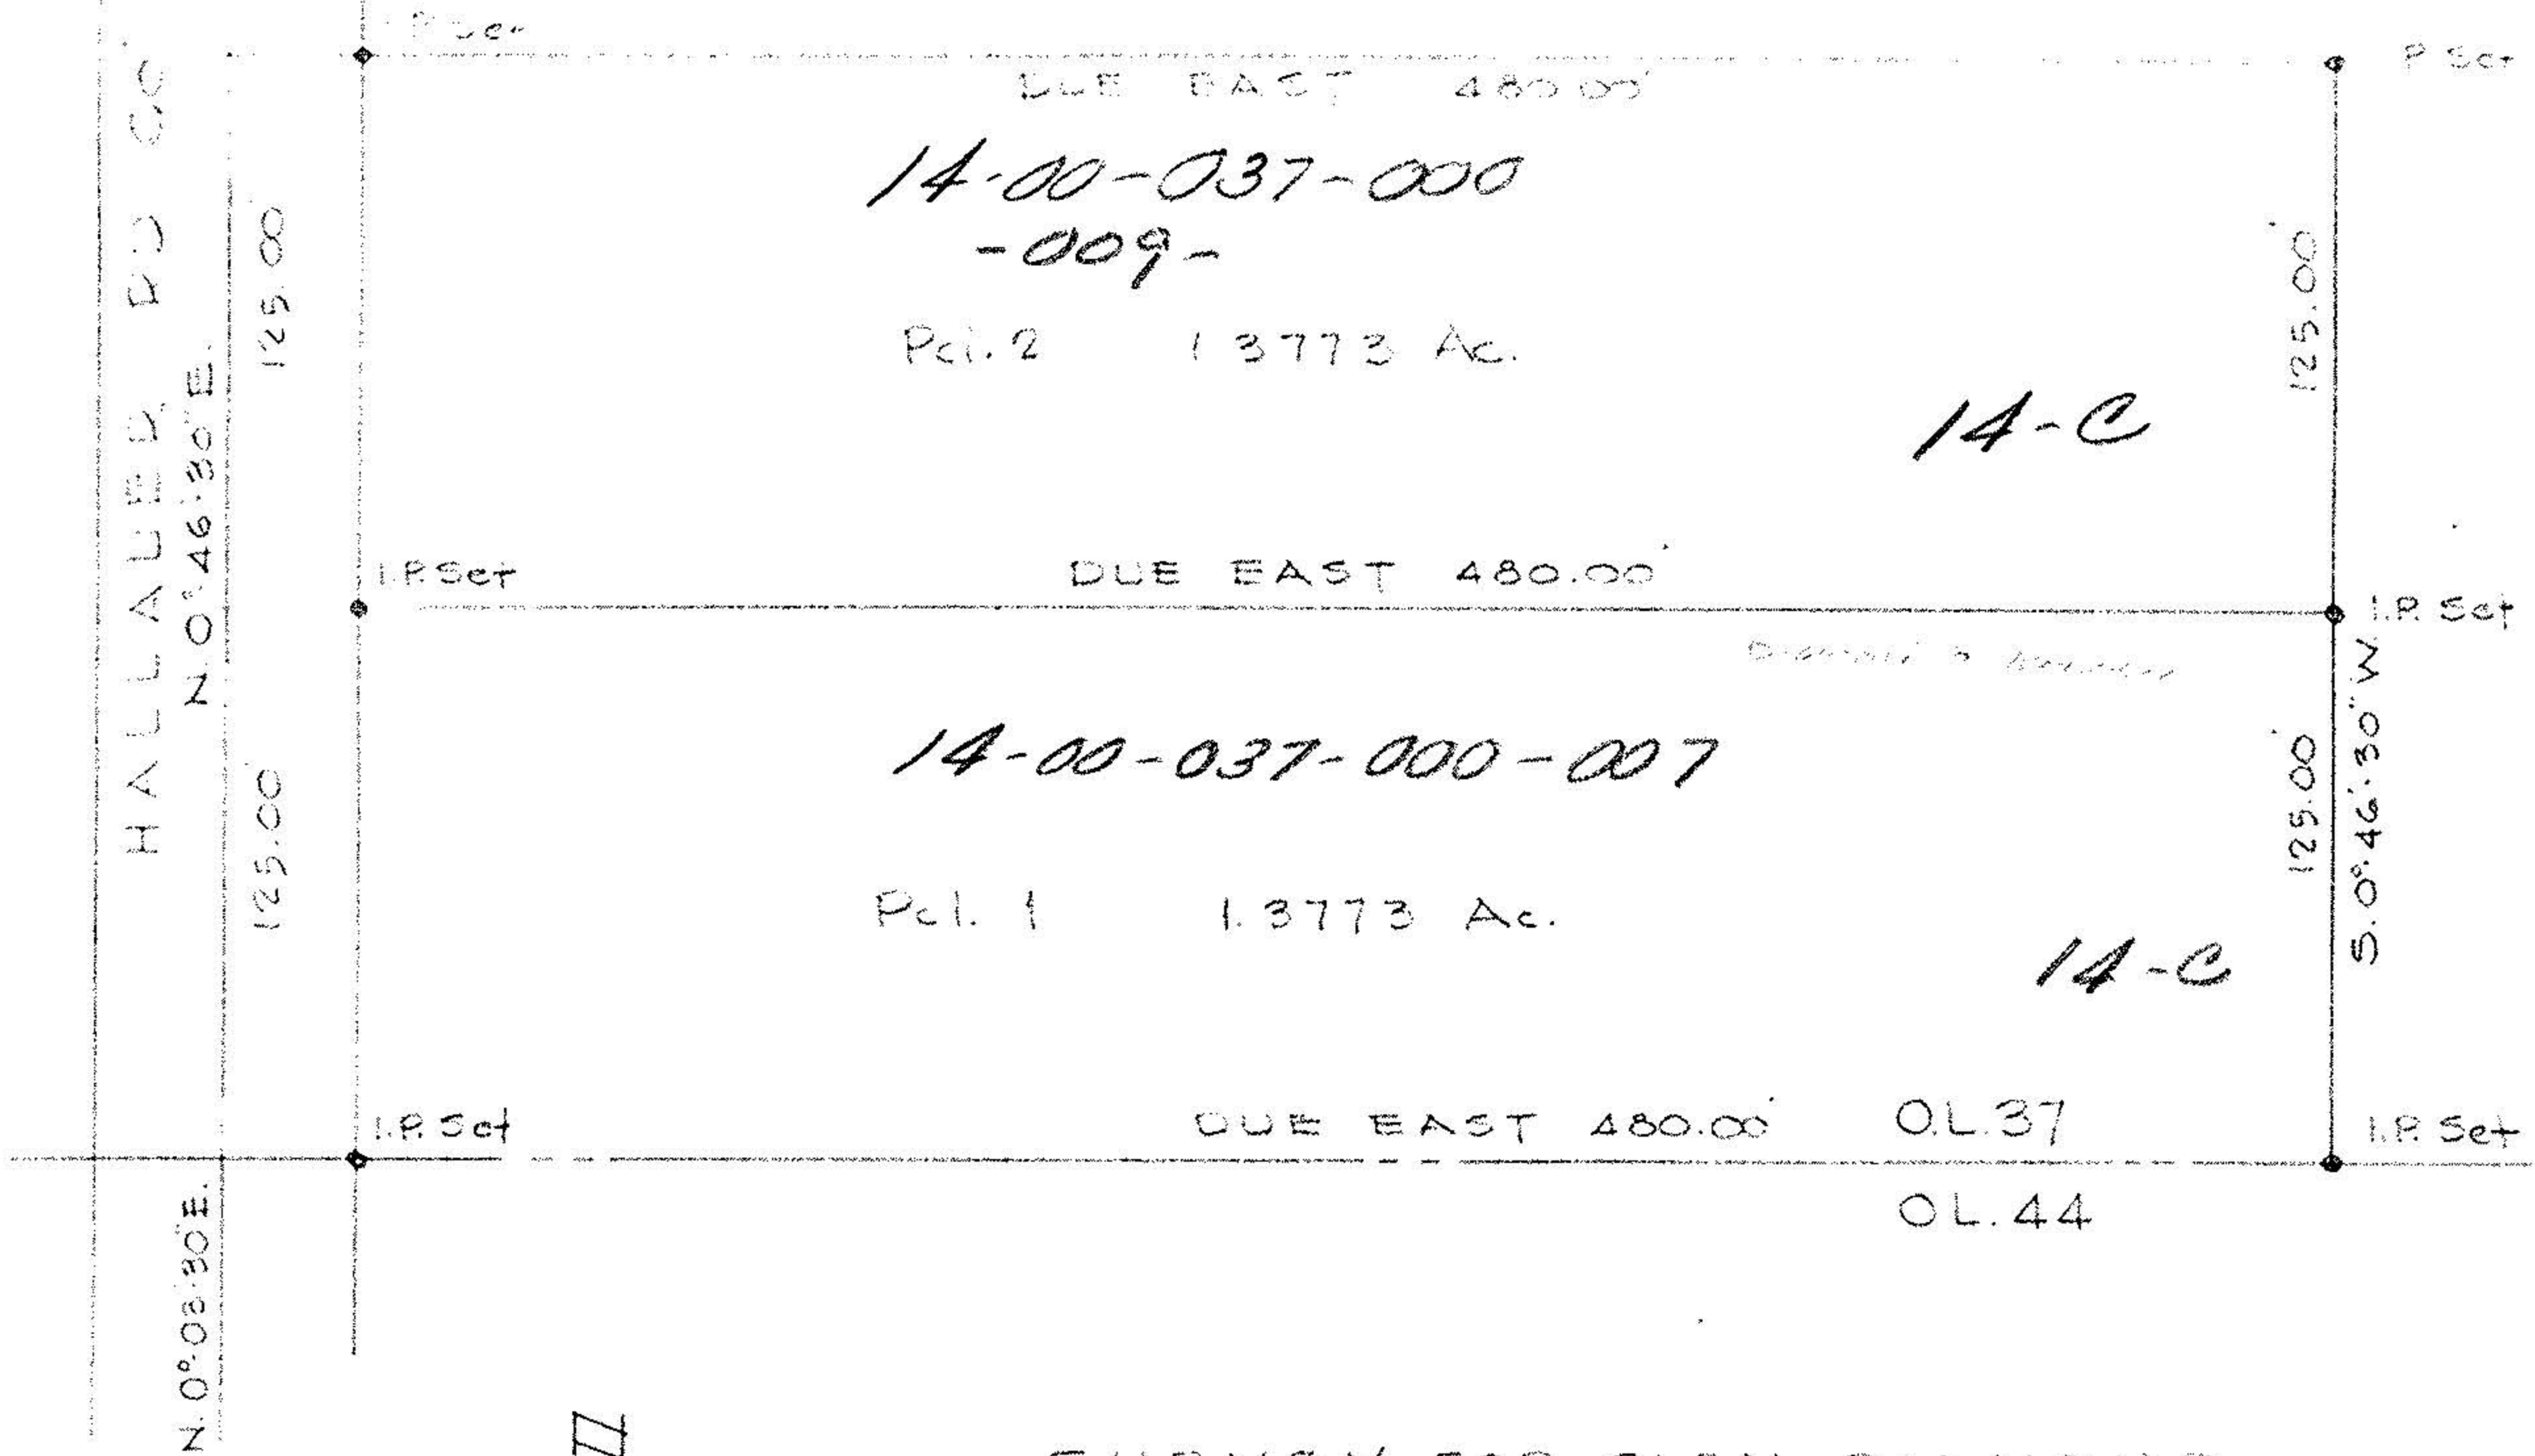 P. Set
P. Set
DUE EAST 480.00'
14-00-037-000
-009-
125.00
125.00'
Pcl. 2 1.3773 Ac.
14-C
HALLAUER RD
N. 0°.46'.30" E.
I.P. Set
DUE EAST 480.00'
I.P. Set
14-00-037-000-007
125.00'
125.00'
S. 0°.46'.30" W.
Pcl. 1 1.3773 Ac.
14-C
I.P. Set
DUE EAST 480.00'
O.L. 37
I.P. Set
O L. 44
N. 0°.03'.30" E.